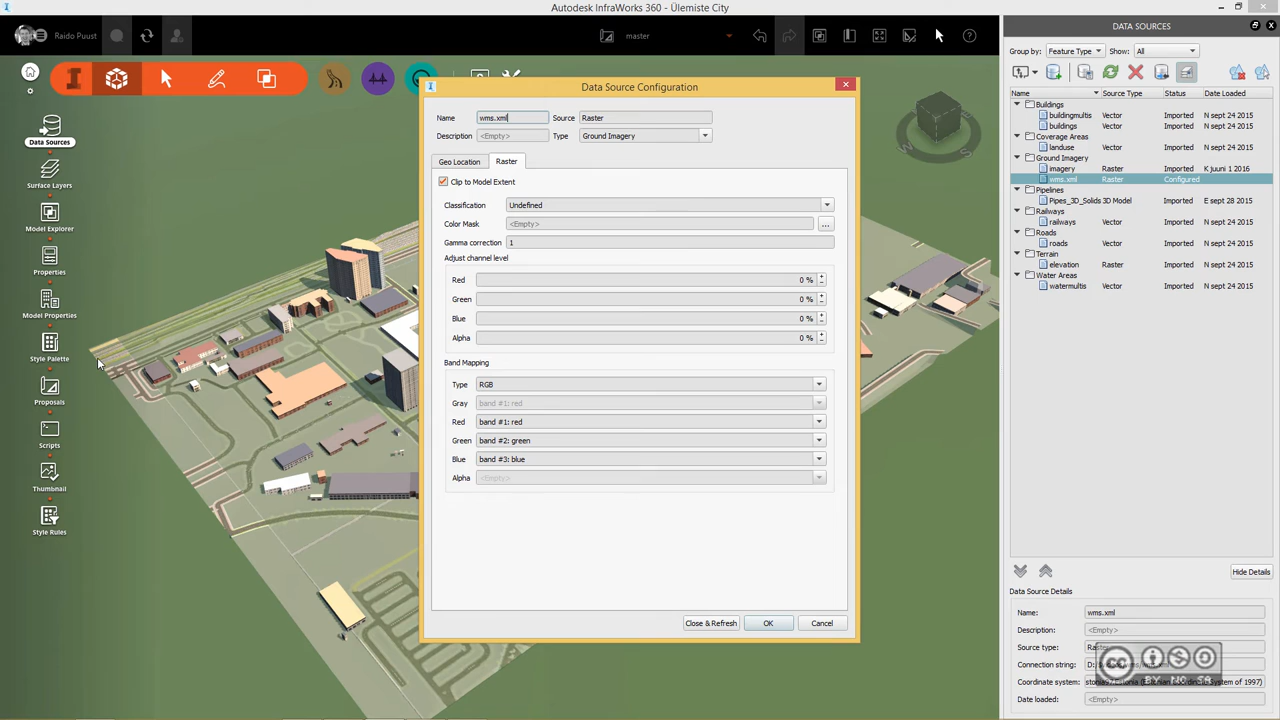 Autodesk InfraWorks 360 - Ülemiste City
Raido Puust
master
DATA SOURCES
Group by: Feature Type Show: All
Name Source Type Status Date Loaded
Buildings
buildingmultis Vector Imported N sept 24 2015
buildings Vector Imported N sept 24 2015
Coverage Areas
landuse Vector Imported N sept 24 2015
Ground Imagery
imagery Raster Imported K juuni 1 2016
wms.xml Raster Configured
Pipelines
Pipes_3D_Solids 3D Model Imported E sept 28 2015
Railways
railways Vector Imported N sept 24 2015
Roads
roads Vector Imported N sept 24 2015
Terrain
elevation Raster Imported N sept 24 2015
Water Areas
watermultis Vector Imported N sept 24 2015
Hide Details
Data Source Details
Name: wms.xml
Description: <Empty>
Source type:
Connection string:
Coordinate system: (Estonian Coordinate System of 1997)
Date loaded: <Empty>
BY NC SA
Data Sources
Surface Layers
Model Explorer
Properties
Model Properties
Style Palette
Proposals
Scripts
Thumbnail
Style Rules
Data Source Configuration
Name wms.xml Source Raster
Description <Empty> Type Ground Imagery
Geo Location Raster
Clip to Model Extent
Classification Undefined
Color Mask <Empty> ...
Gamma correction 1
Adjust channel level
Red 0 %
Green 0 %
Blue 0 %
Alpha 0 %
Band Mapping
Type RGB
Gray band #1: red
Red band #1: red
Green band #2: green
Blue band #3: blue
Alpha <Empty>
Close & Refresh OK Cancel
W S